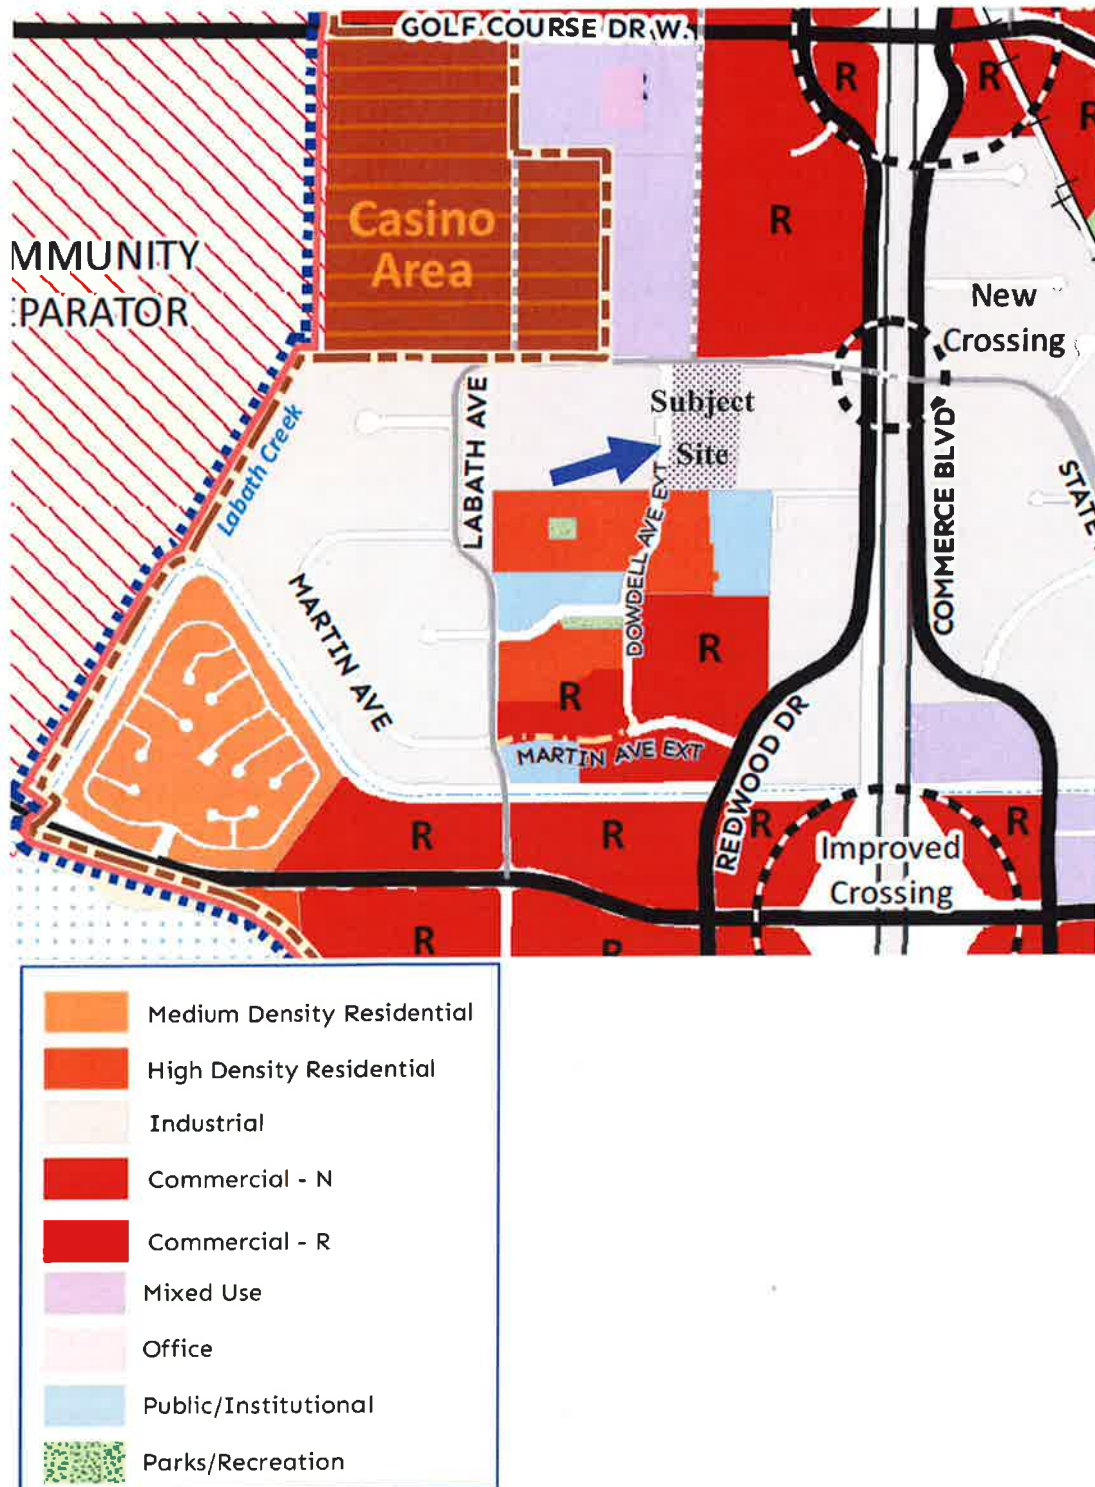 GOLF COURSE DR W.
R
R
R
R
Casino
Area
MMUNITY
EPARATOR
R
New
Crossing
Subject
Site
LABATH AVE
Labath Creek
COMMERCE BLVD
STATE
DOWDELL AVE EXT
MARTIN AVE
R
R
MARTIN AVE EXT
REDWOOD DR
R
R
R
R
Improved
Crossing
R
R
Medium Density Residential
High Density Residential
Industrial
Commercial - N
Commercial - R
Mixed Use
Office
Public/Institutional
Parks/Recreation